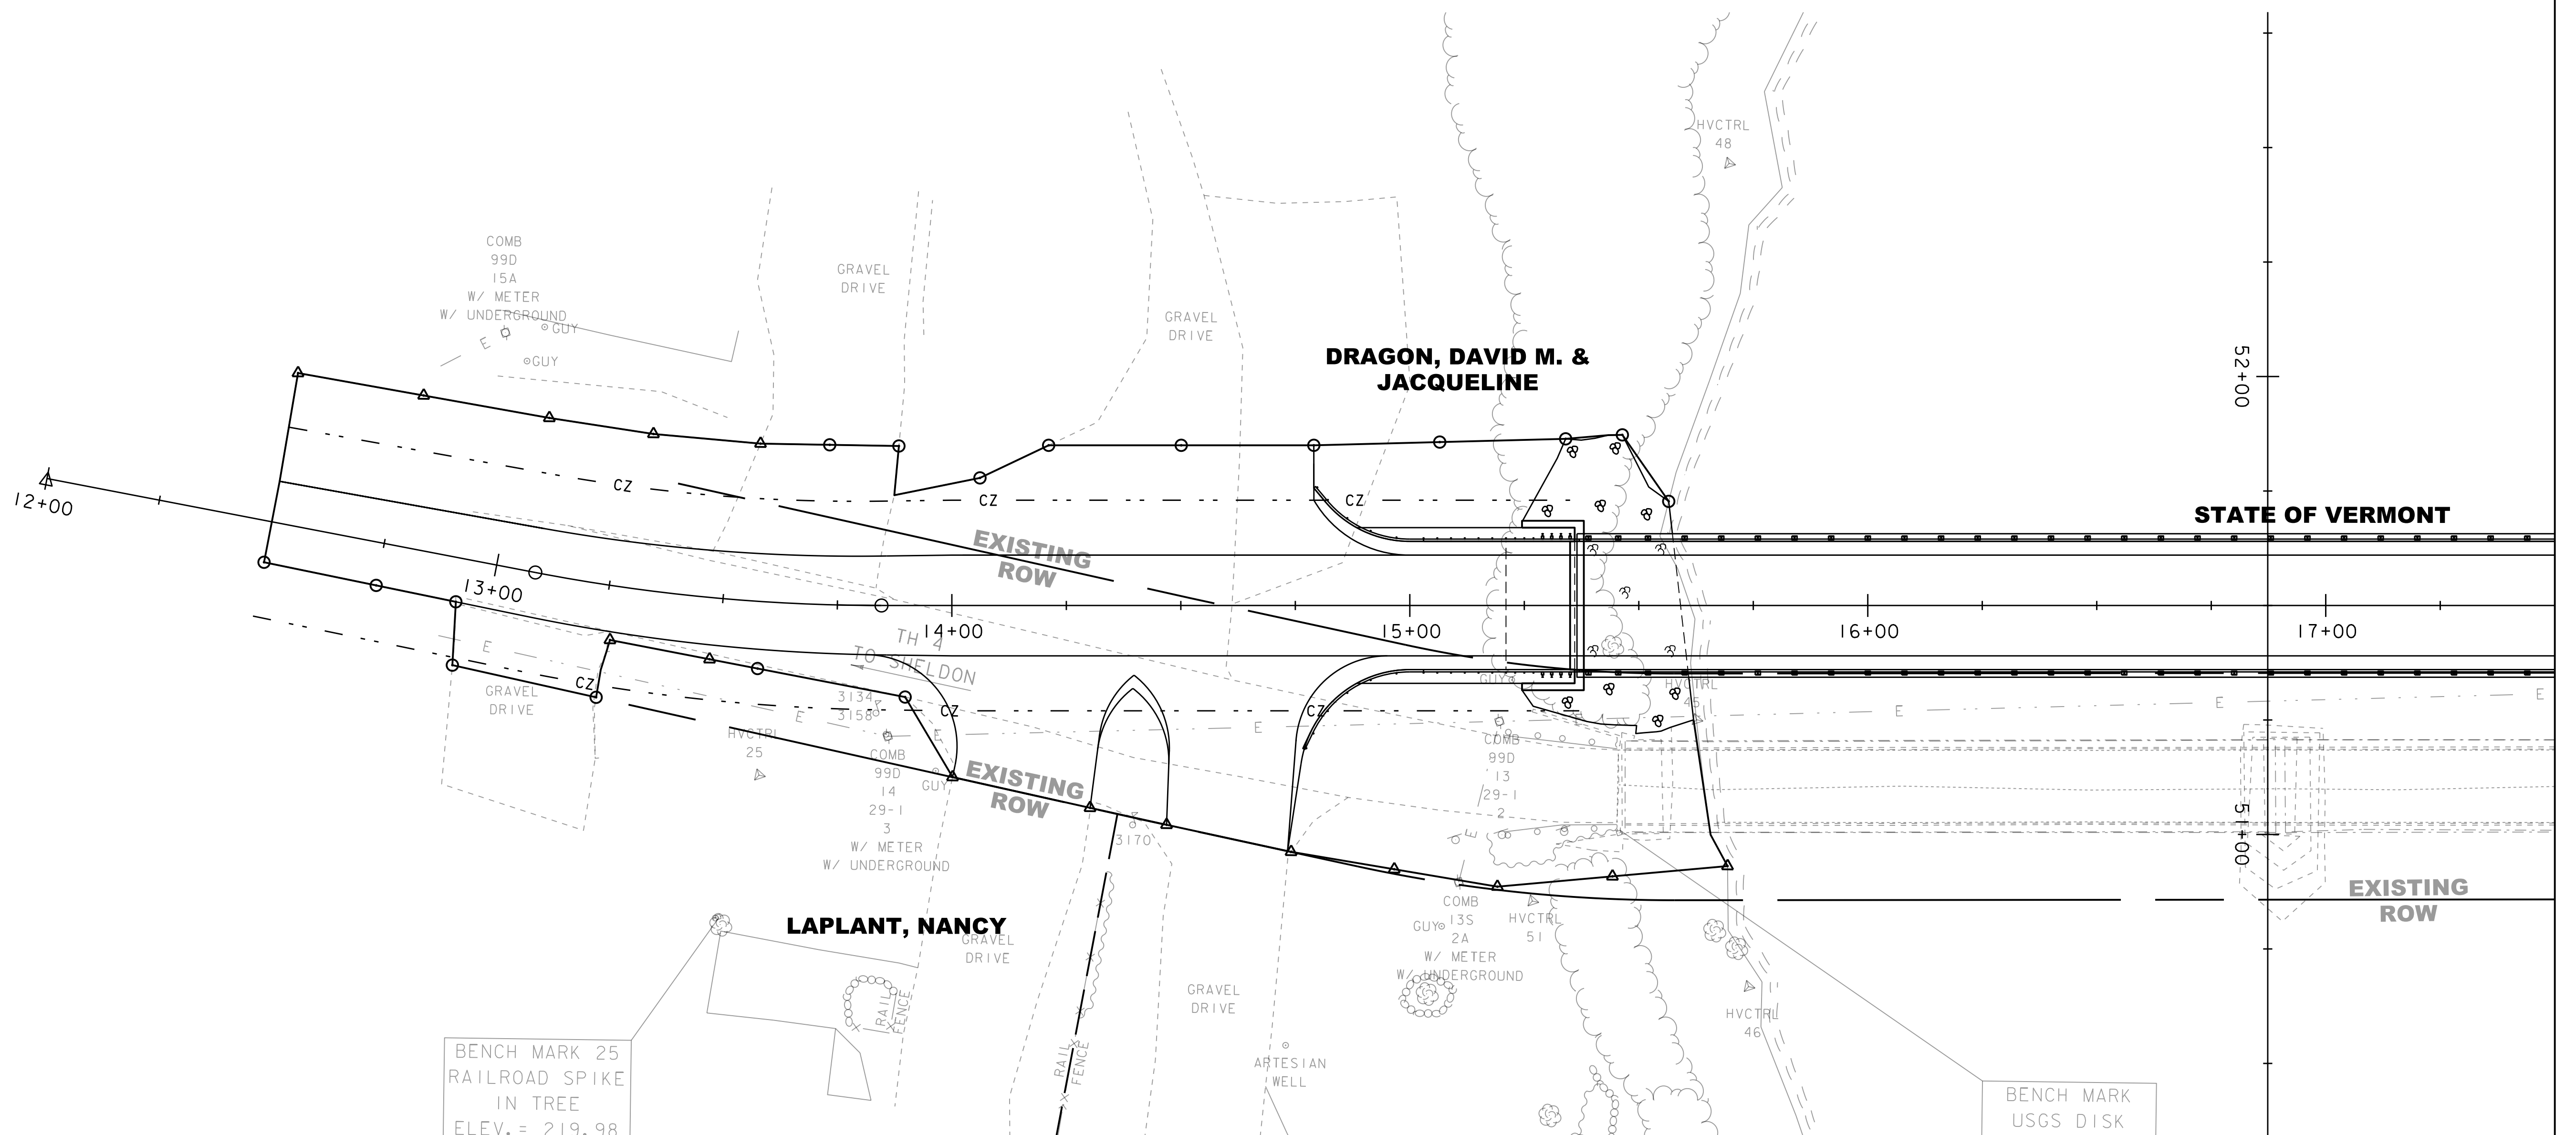 HVCTRL
48
COMB
99D
15A
W/ METER
W/ UNDERGROUND
GUY
E
GUY
GRAVEL
DRIVE
GRAVEL
DRIVE
DRAGON, DAVID M. &
JACQUELINE
52+00
CZ
CZ
CZ
12+00
STATE OF VERMONT
EXISTING
ROW
13+00
14+00
15+00
16+00
17+00
TH 4
TO SHELDON
E
GRAVEL
DRIVE
CZ
3134
3158
E
CZ
E
E
CZ
GUY
HVCTRL
45
E
E
E
HVCTRL
25
COMB
99D
14
29-1
3
W/ METER
W/ UNDERGROUND
GUY
EXISTING
ROW
3170
COMB
99D
13
29-1
2
E
51+00
EXISTING
ROW
LAPLANT, NANCY
GRAVEL
DRIVE
COMB
13S
2A
W/ METER
W/ UNDERGROUND
GUY
HVCTRL
51
RAIL
FENCE
GRAVEL
DRIVE
HVCTRL
46
RAIL
FENCE
ARTESIAN
WELL
BENCH MARK 25
RAILROAD SPIKE
IN TREE
ELEV. = 219.98
BENCH MARK
USGS DISK